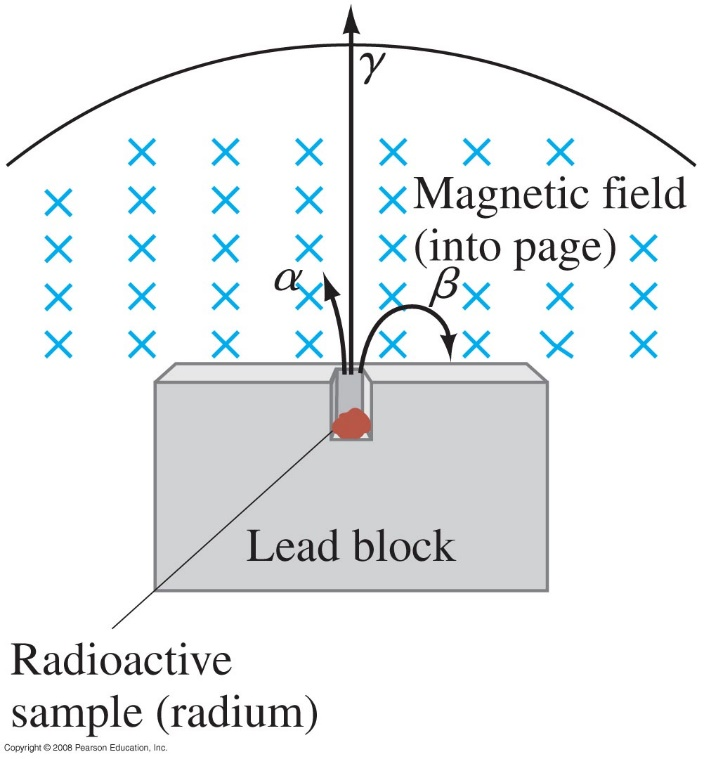 γ
Magnetic field
(into page)
α
β
Lead block
Radioactive
sample (radium)
Copyright © 2008 Pearson Education, Inc.